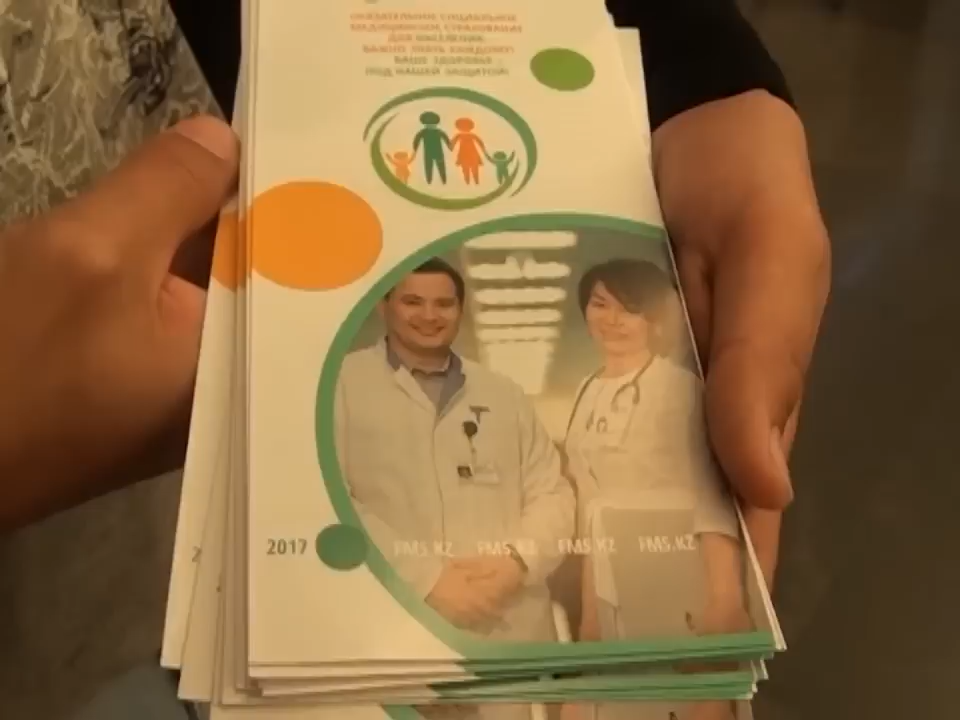 ОБЯЗАТЕЛЬНОЕ СОЦИАЛЬНОЕ
МЕДИЦИНСКОЕ СТРАХОВАНИЕ
ДЛЯ НАСЕЛЕНИЯ.
ВАЖНО ЗНАТЬ КАЖДОМУ!
ВАШЕ ЗДОРОВЬЕ -
ПОД НАШЕЙ ЗАЩИТОЙ!
2017
FMS.KZ FMS.KZ FMS.KZ FMS.KZ